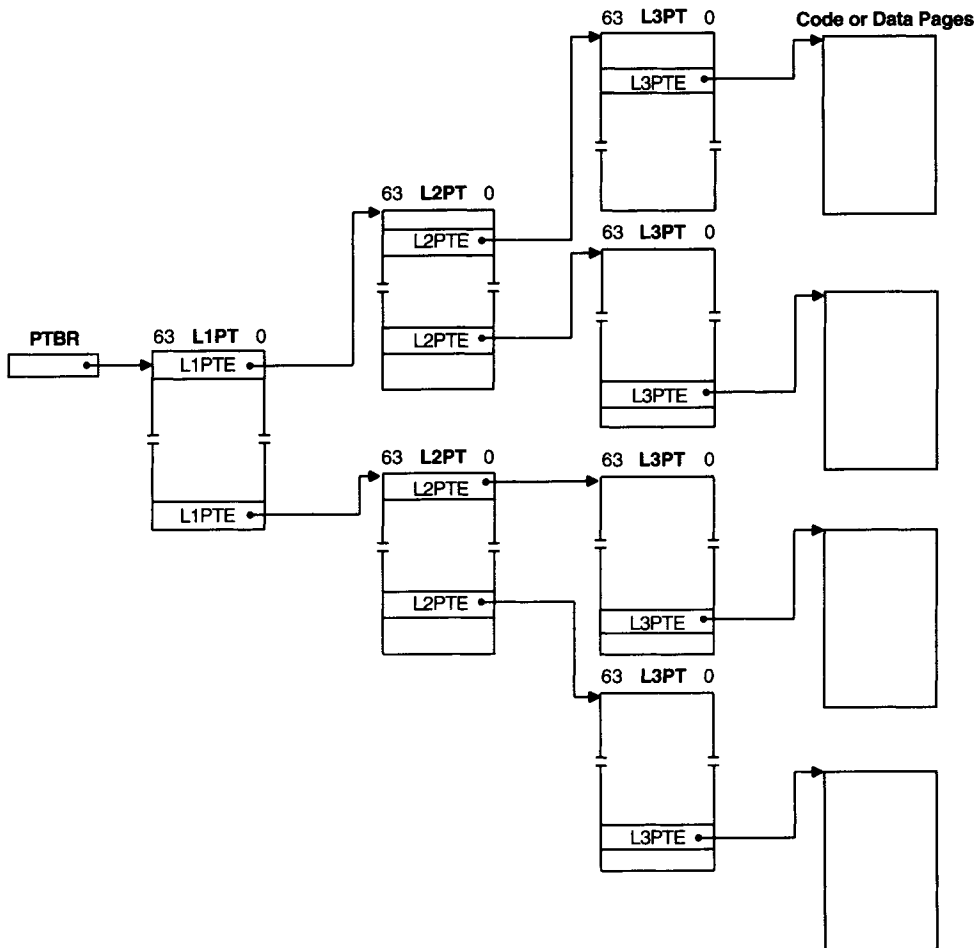 63 L3PT 0
Code or Data Pages
L3PTE
63 L2PT 0
L2PTE
63 L3PT 0
PTBR
63 L1PT 0
L2PTE
L1PTE
L3PTE
63 L2PT 0
63 L3PT 0
L2PTE
L1PTE
L2PTE
L3PTE
63 L3PT 0
L3PTE